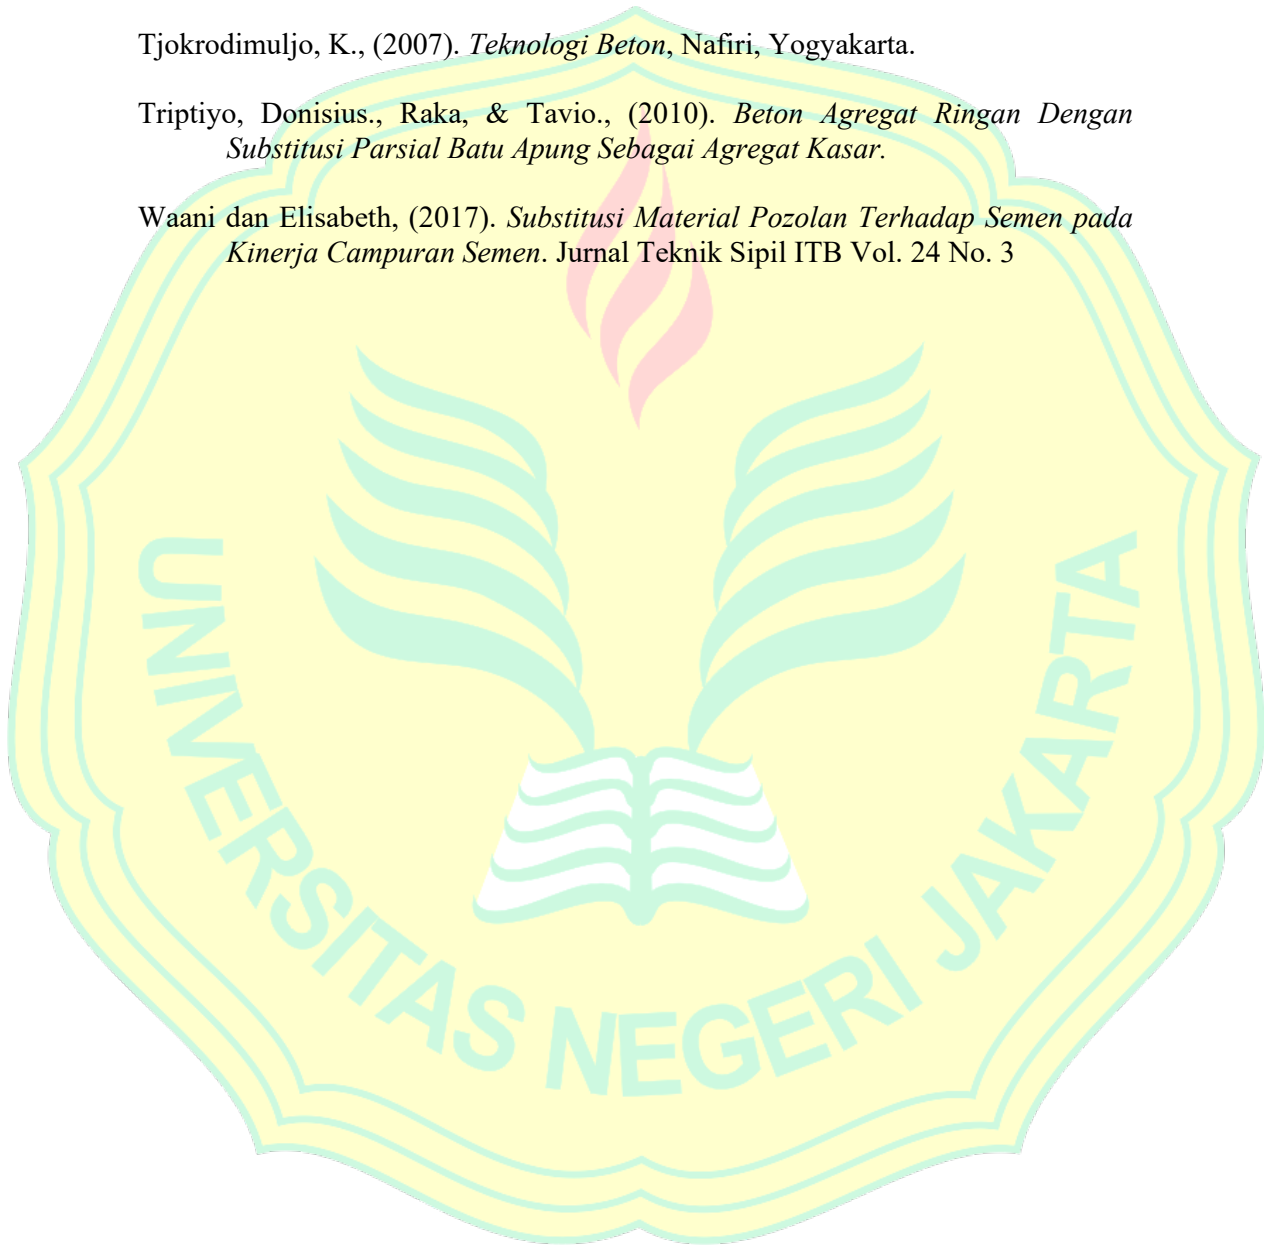 Tjokrodimuljo, K., (2007). Teknologi Beton, Nafiri, Yogyakarta.
Triptiyo, Donisius., Raka, & Tavio., (2010). Beton Agregat Ringan Dengan
Substitusi Parsial Batu Apung Sebagai Agregat Kasar.
Waani dan Elisabeth, (2017). Substitusi Material Pozolan Terhadap Semen pada
Kinerja Campuran Semen. Jurnal Teknik Sipil ITB Vol. 24 No. 3
UNIVERSITAS NEGERI JAKARTA